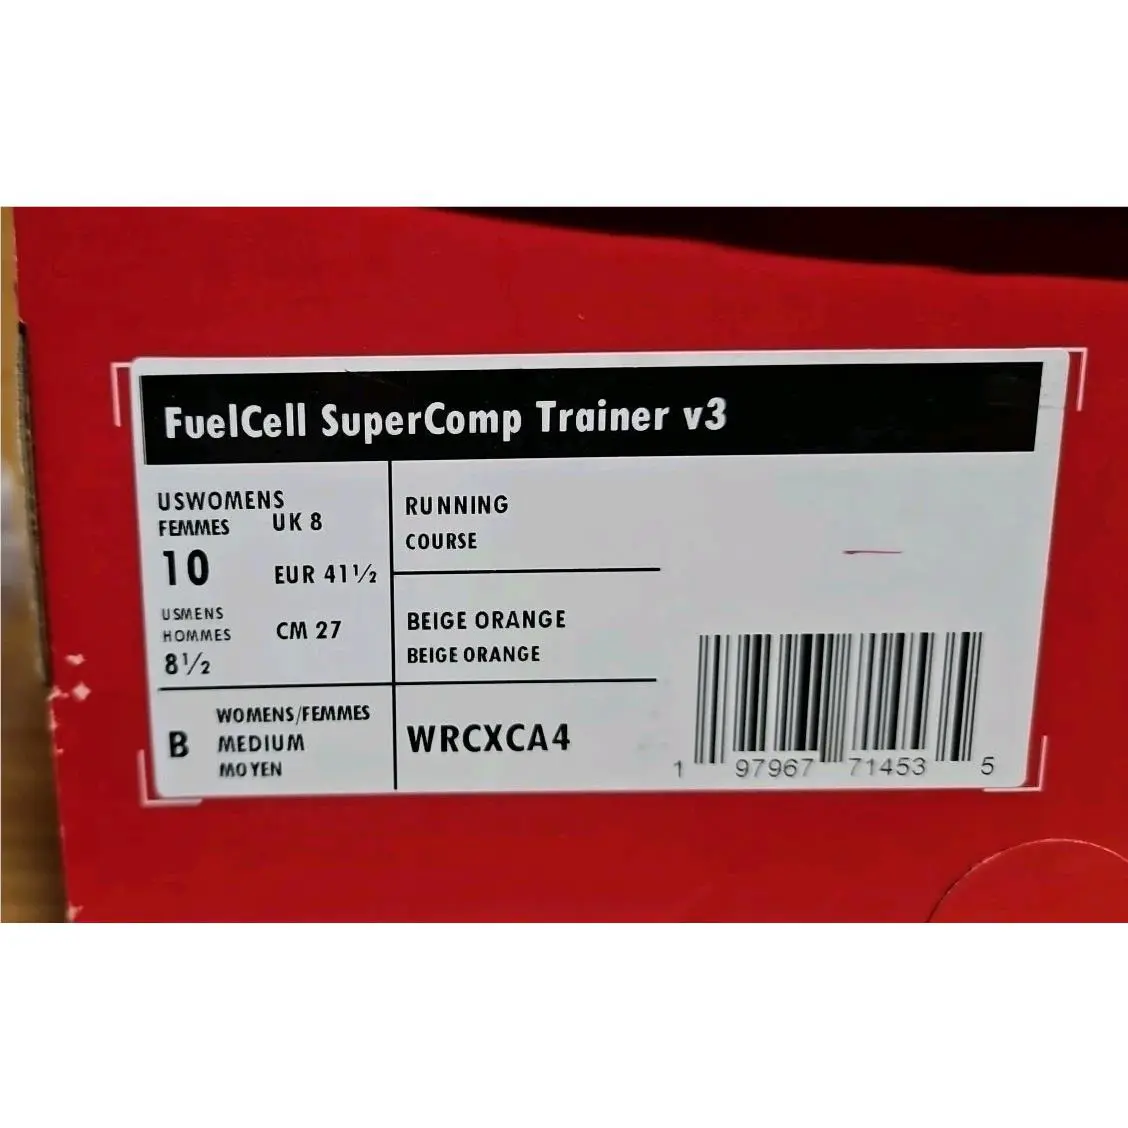 FuelCell SuperComp Trainer v3
USWOMENS
FEMMES
UK 8
10
EUR 41½
USMENS
HOMMES
CM 27
8½
RUNNING
COURSE
BEIGE ORANGE
BEIGE ORANGE
B
WOMENS/FEMMES
MEDIUM
MOYEN
WRCXCA4
1 97967 71453 5